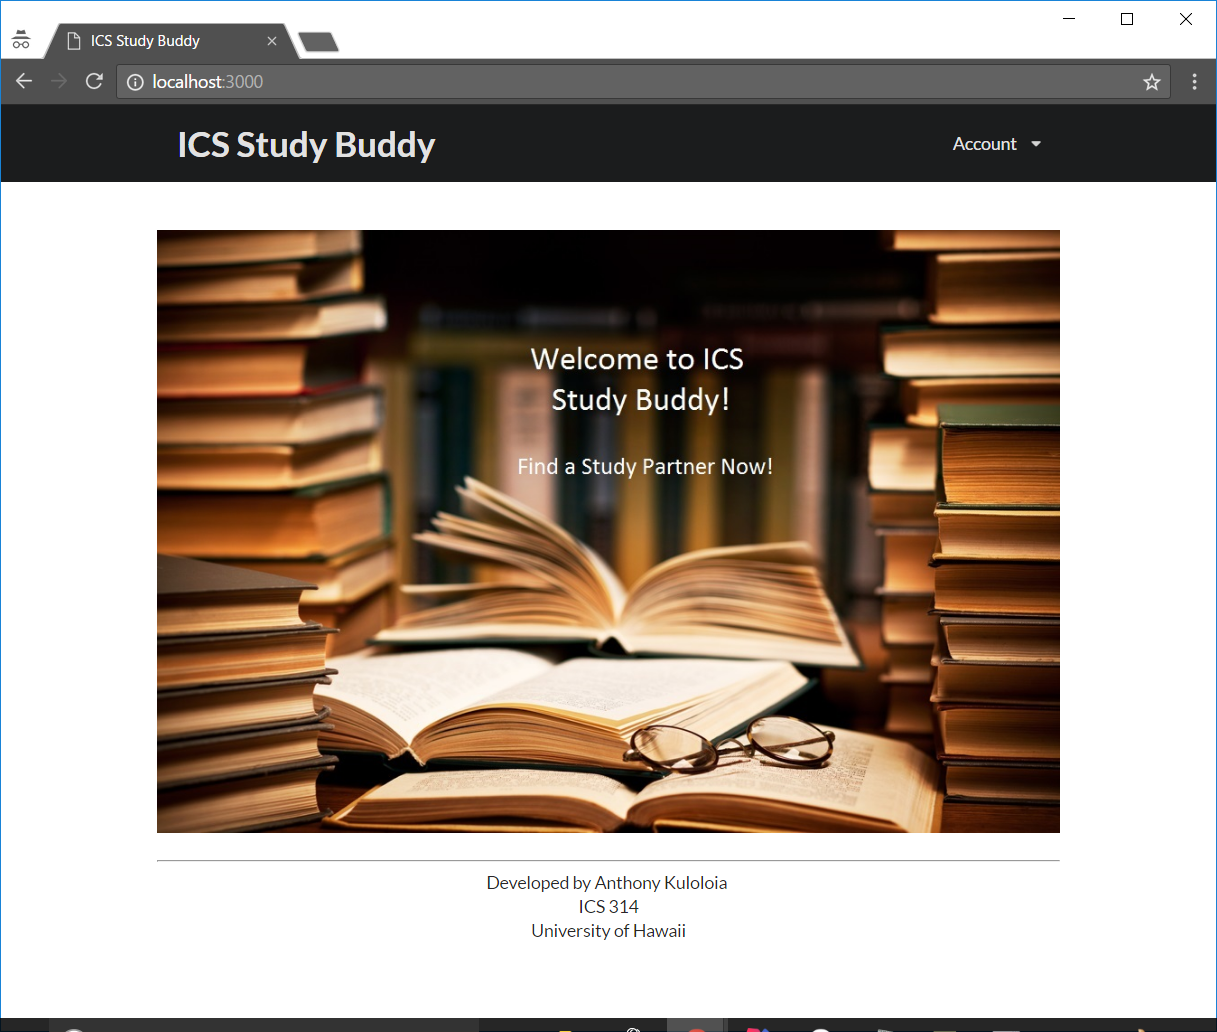 ICS Study Buddy
localhost:3000
ICS Study Buddy
Account
Welcome to ICS
Study Buddy!
Find a Study Partner Now!
Developed by Anthony Kuloloia
ICS 314
University of Hawaii